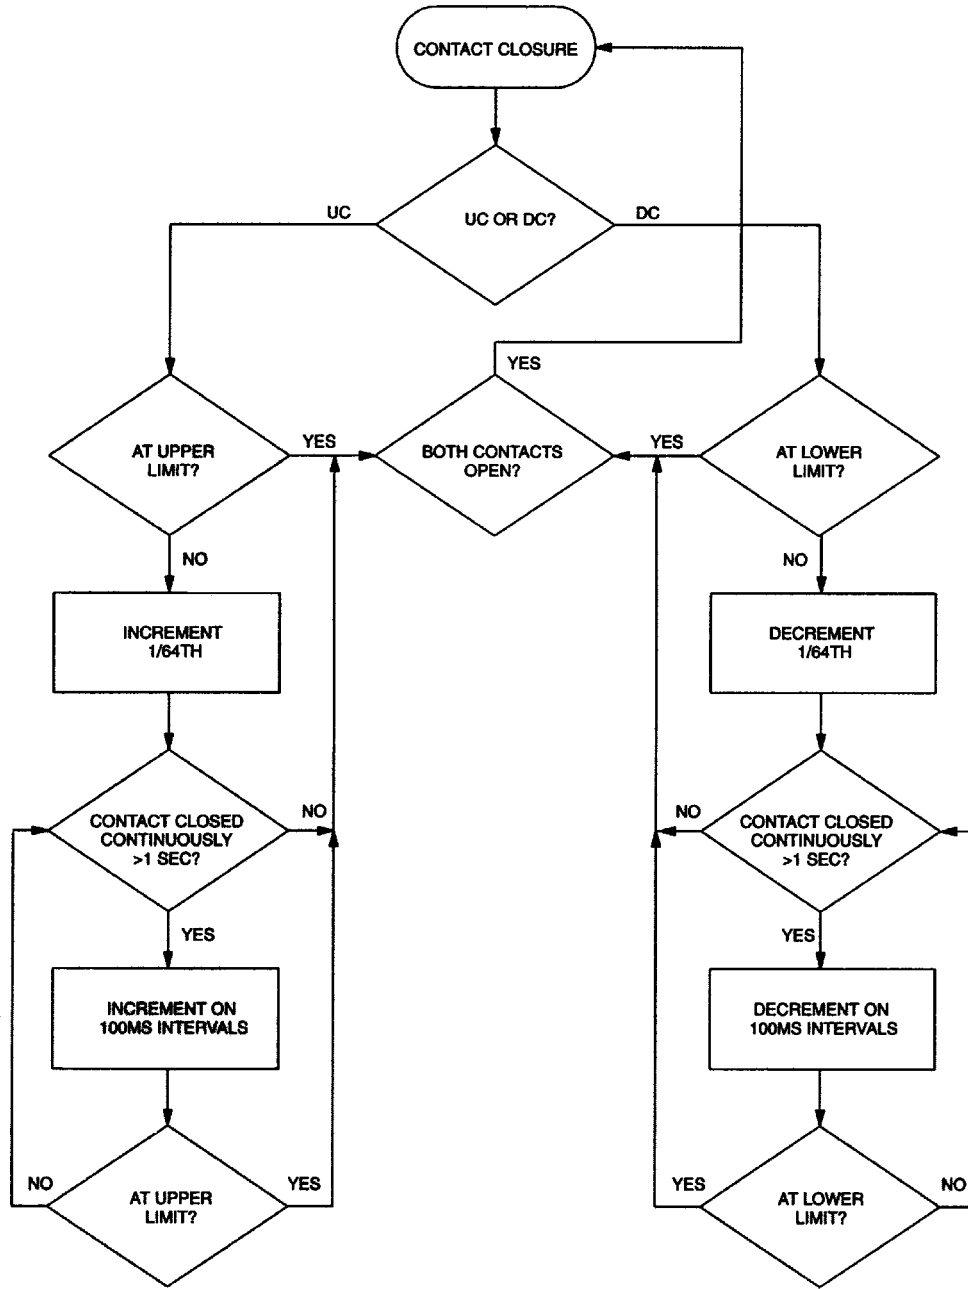 CONTACT CLOSURE
UC OR DC?
UC
DC
YES
AT UPPER
LIMIT?
YES
BOTH CONTACTS
OPEN?
YES
AT LOWER
LIMIT?
NO
NO
INCREMENT
1/64TH
DECREMENT
1/64TH
CONTACT CLOSED
CONTINUOUSLY
>1 SEC?
NO
NO
CONTACT CLOSED
CONTINUOUSLY
>1 SEC?
YES
YES
INCREMENT ON
100MS INTERVALS
DECREMENT ON
100MS INTERVALS
NO
AT UPPER
LIMIT?
YES
YES
AT LOWER
LIMIT?
NO